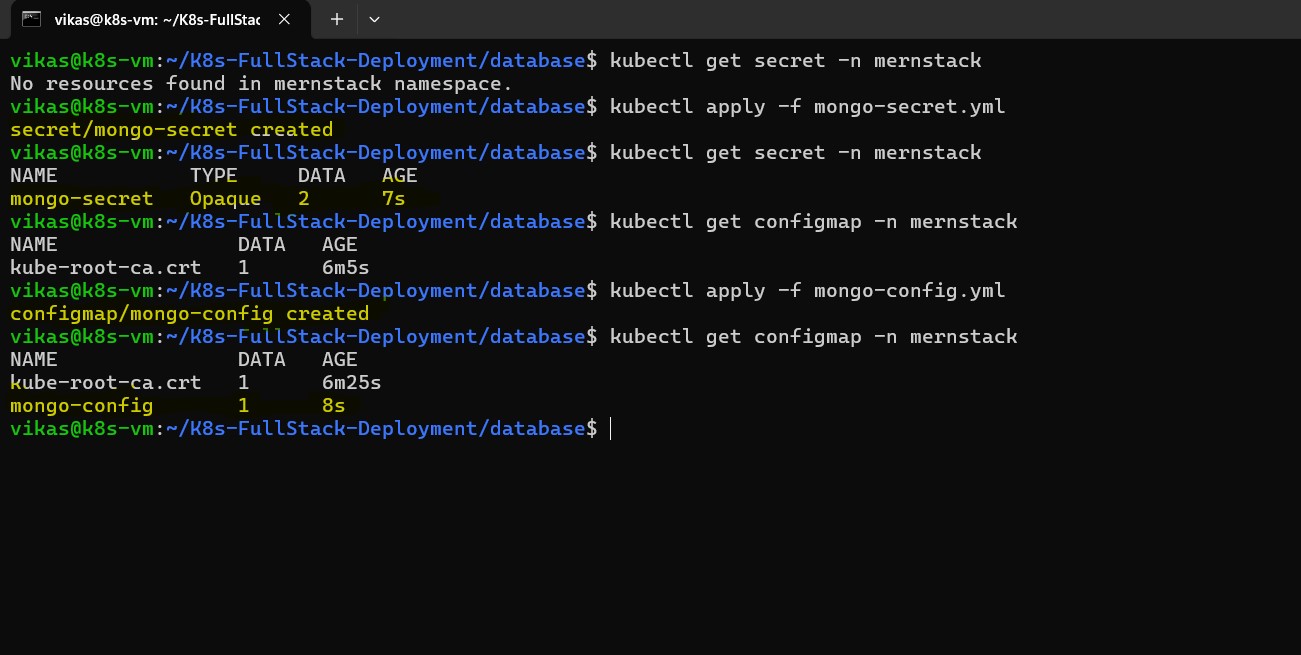 vikas@k8s-vm: ~/K8s-FullStac
vikas@k8s-vm:~/K8s-FullStack-Deployment/database$ kubectl get secret -n mernstack
No resources found in mernstack namespace.
vikas@k8s-vm:~/K8s-FullStack-Deployment/database$ kubectl apply -f mongo-secret.yml
secret/mongo-secret created
vikas@k8s-vm:~/K8s-FullStack-Deployment/database$ kubectl get secret -n mernstack
NAME           TYPE     DATA   AGE
mongo-secret   Opaque   2      7s
vikas@k8s-vm:~/K8s-FullStack-Deployment/database$ kubectl get configmap -n mernstack
NAME               DATA   AGE
kube-root-ca.crt   1      6m5s
vikas@k8s-vm:~/K8s-FullStack-Deployment/database$ kubectl apply -f mongo-config.yml
configmap/mongo-config created
vikas@k8s-vm:~/K8s-FullStack-Deployment/database$ kubectl get configmap -n mernstack
NAME               DATA   AGE
kube-root-ca.crt   1      6m25s
mongo-config       1      8s
vikas@k8s-vm:~/K8s-FullStack-Deployment/database$